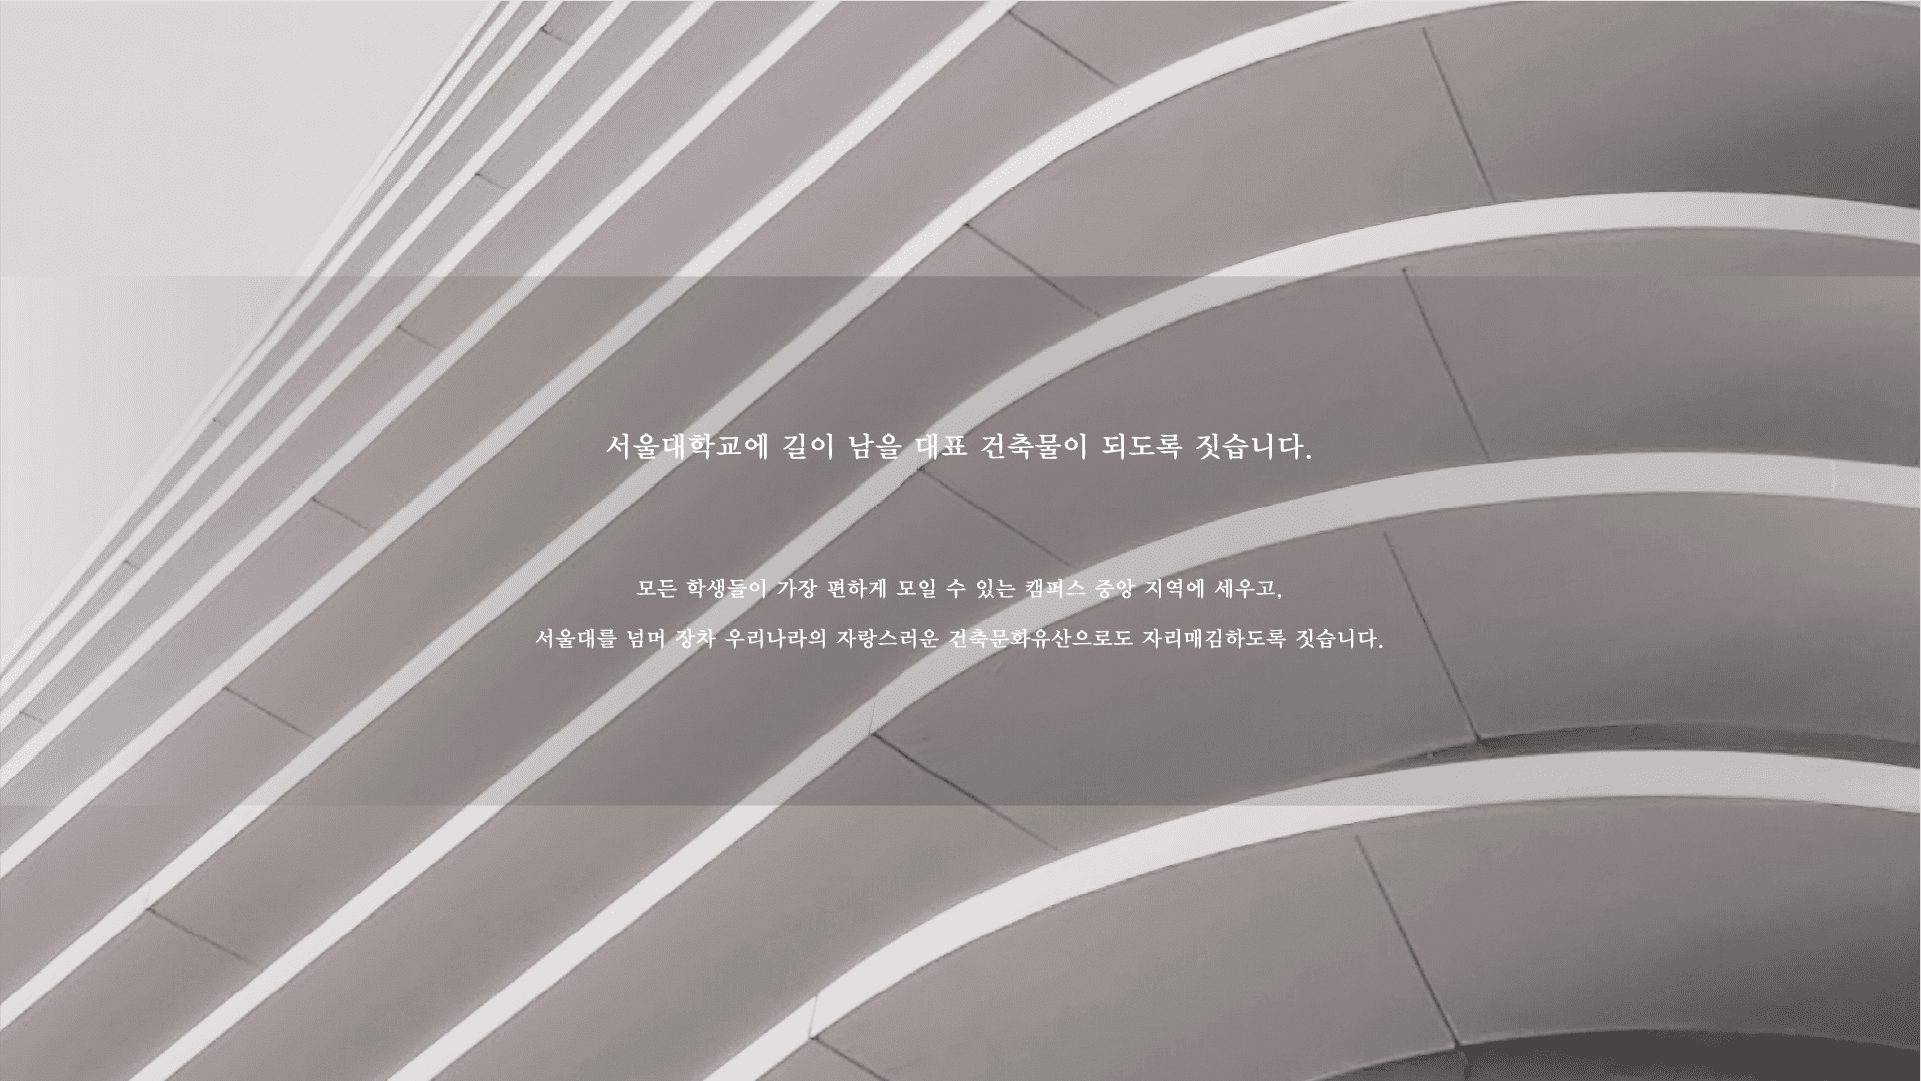 서울대학교에 길이 남을 대표 건축물이 되도록 짓습니다.
모든 학생들이 가장 편하게 모일 수 있는 캠퍼스 중앙 지역에 세우고,
서울대를 넘머 장차 우리나라의 자랑스러운 건축문화유산으로도 자리매김하도록 짓습니다.